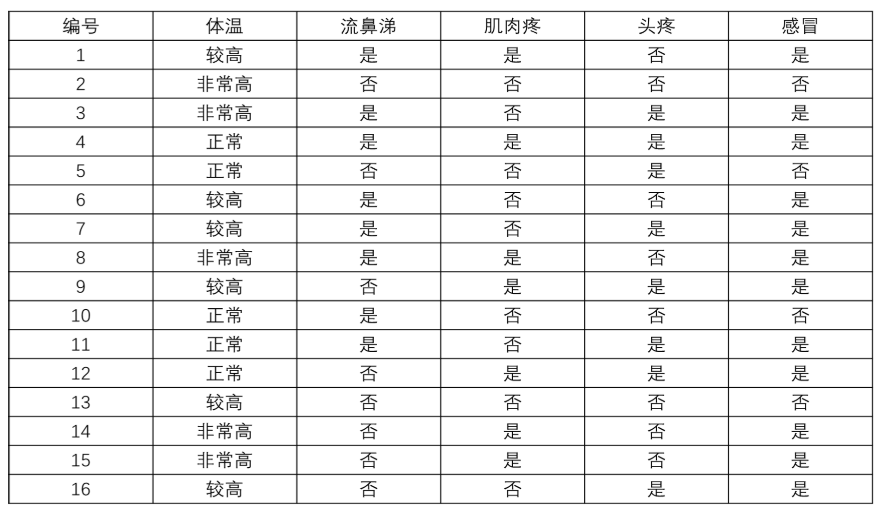 编号 体温 流鼻涕 肌肉疼 头疼 感冒
1 较高 是 是 否 是
2 非常高 否 否 否 否
3 非常高 是 否 是 是
4 正常 是 是 是 是
5 正常 否 否 是 否
6 较高 是 否 否 是
7 较高 是 否 是 是
8 非常高 是 是 否 是
9 较高 否 是 是 是
10 正常 是 否 否 否
11 正常 是 否 是 是
12 正常 否 是 是 是
13 较高 否 否 否 否
14 非常高 否 是 否 是
15 非常高 否 是 否 是
16 较高 否 否 是 是